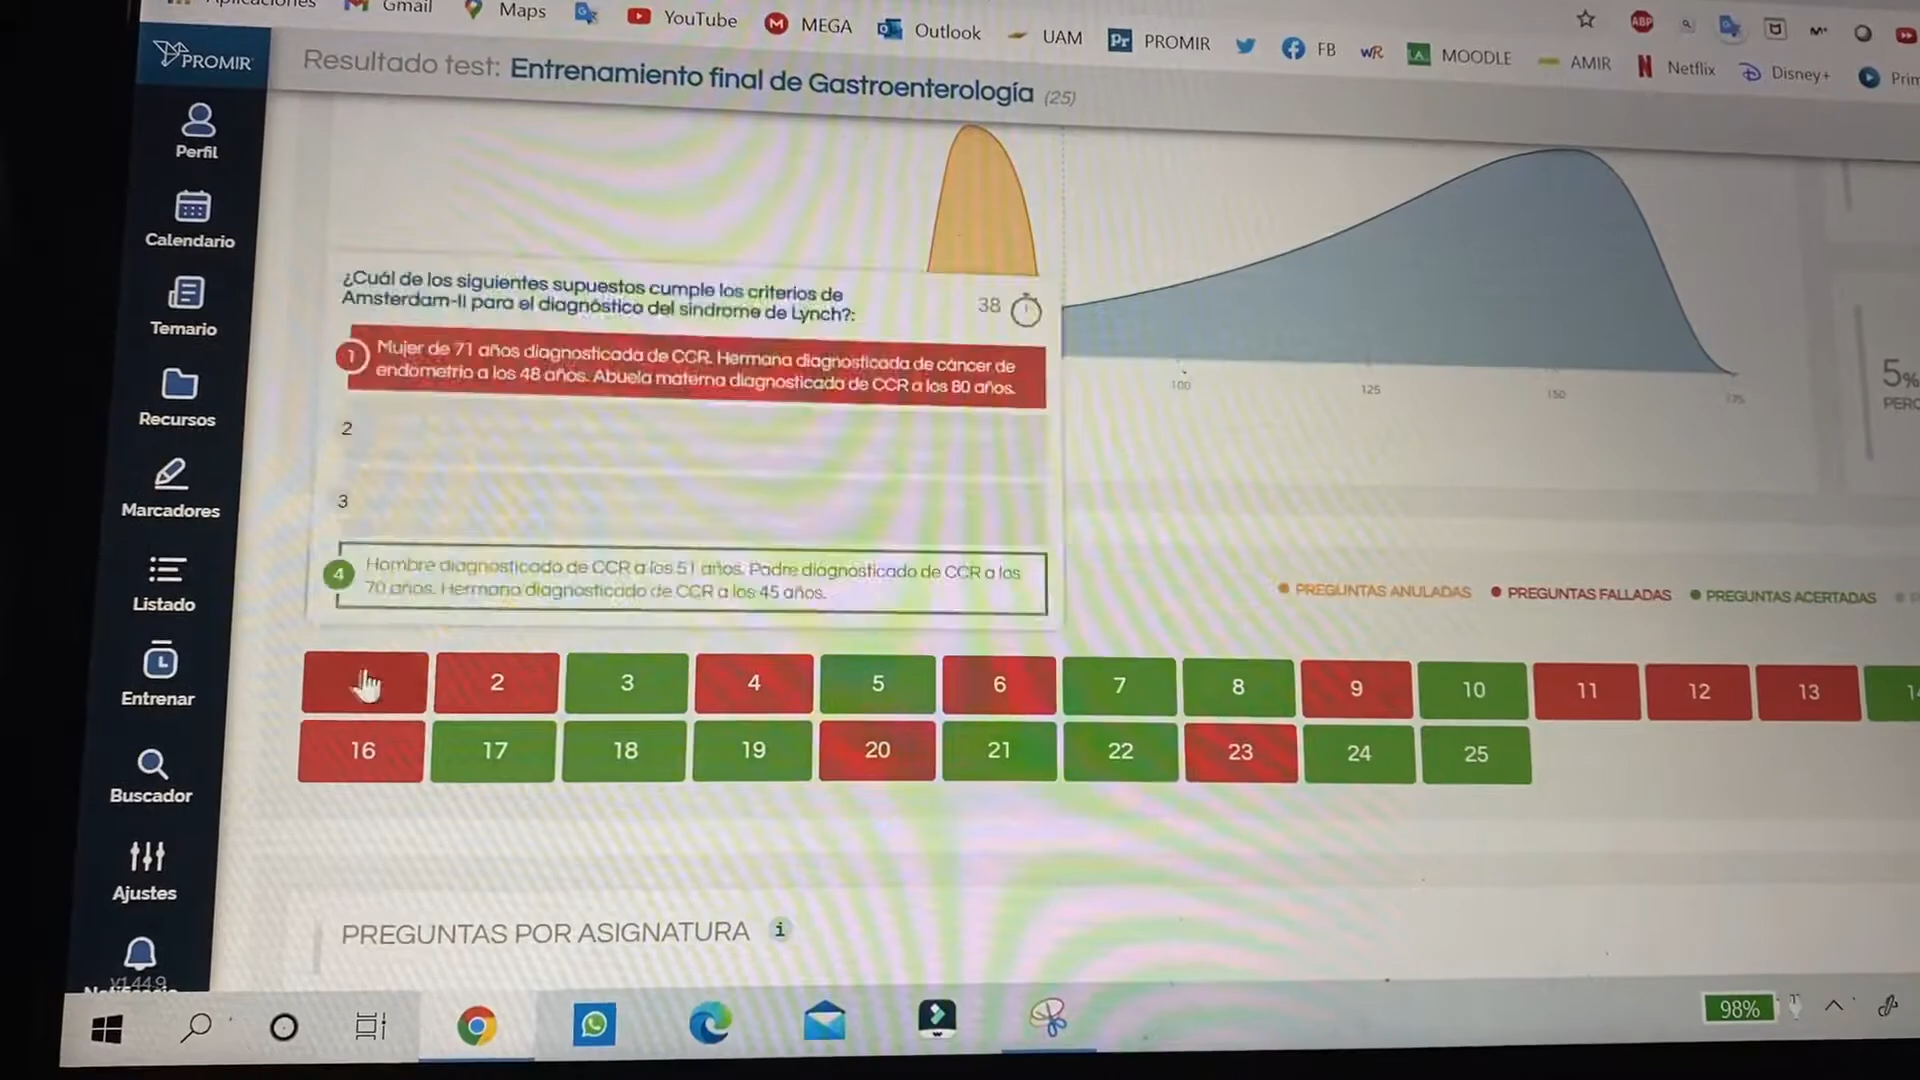 Gmail
Maps
YouTube
MEGA
Outlook
UAM
Pr PROMIR
FB
wR
MOODLE
AMIR
Netflix
Disney+
ABP
PROMIR
Resultado test: Entrenamiento final de Gastroenterología (25)
Perfil
Calendario
Temario
Recursos
Marcadores
Listado
Entrenar
Buscador
Ajustes
V1.44.9
¿Cuál de los siguientes supuestos cumple los criterios de
Amsterdam-II para el diagnóstico del síndrome de Lynch?:
38
1 Mujer de 71 años diagnosticada de CCR. Hermana diagnosticada de cáncer de
endometrio a los 48 años. Abuela materna diagnosticada de CCR a los 80 años.
2
3
4 Hombre diagnosticado de CCR a los 51 años. Padre diagnosticado de CCR a los
70 años. Hermana diagnosticada de CCR a los 45 años.
100 125 150 175
5%
PREGUNTAS ANULADAS PREGUNTAS FALLADAS PREGUNTAS ACERTADAS
2 3 4 5 6 7 8 9 10 11 12 13
16 17 18 19 20 21 22 23 24 25
PREGUNTAS POR ASIGNATURA i
98%